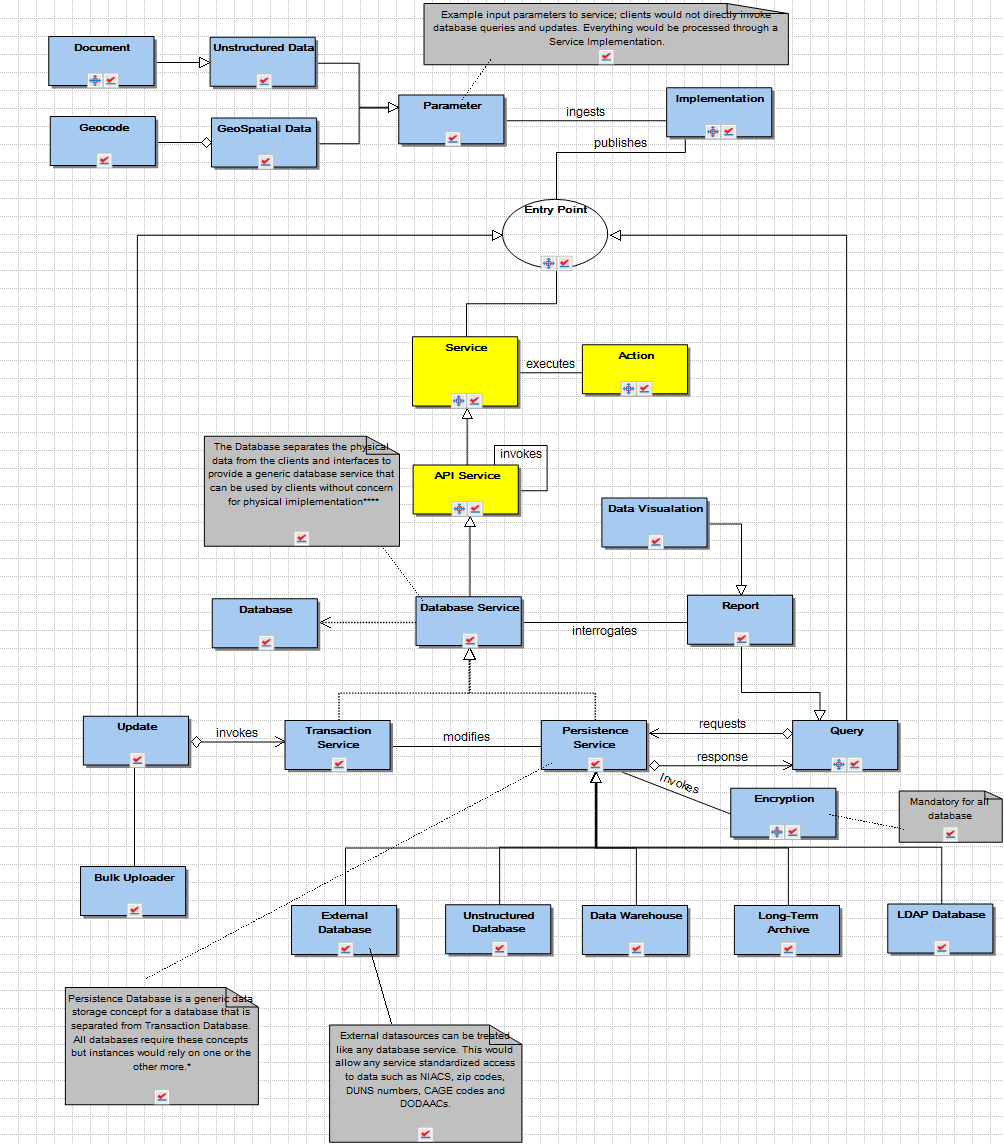 Example input parameters to service; clients would not directly invoke
database queries and updates. Everything would be processed through a
Service Implementation.
Document
Unstructured Data
Parameter
Implementation
ingests
Geocode
GeoSpatial Data
publishes
Entry Point
Service
executes
Action
The Database separates the physical
data from the clients and interfaces to
provide a generic database service that
can be used by clients without concern
for physical imiplementation****
invokes
API Service
Data Visualation
Database
Database Service
interrogates
Report
Update
invokes
Transaction
Service
modifies
Persistence
Service
requests
response
Query
Invokes
Encryption
Mandatory for all
database
Bulk Uploader
External
Database
Unstructured
Database
Data Warehouse
Long-Term
Archive
LDAP Database
Persistence Database is a generic data
storage concept for a database that is
separated from Transaction Database.
All databases require these concepts
but instances would rely on one or the
other more.*
External datasources can be treated
like any database service. This would
allow any service standardized access
to data such as NIACS, zip codes,
DUNS numbers, CAGE codes and
DODAACs.